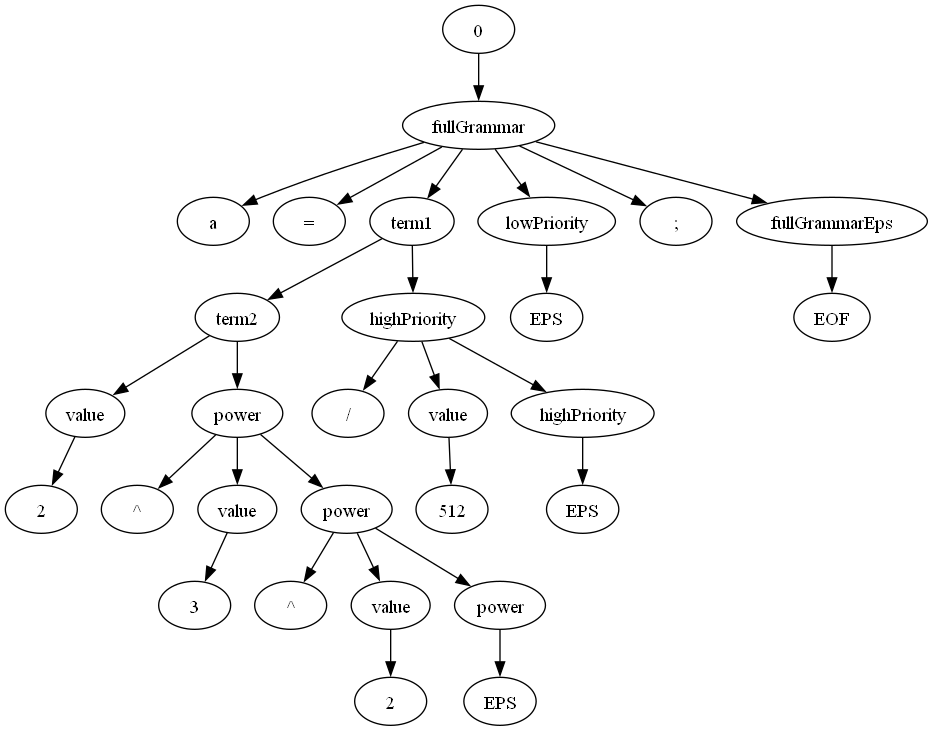 0
fullGrammar
a
=
term1
lowPriority
;
fullGrammarEps
term2
highPriority
EPS
EOF
value
power
/
value
highPriority
2
^
value
power
512
EPS
3
^
value
power
2
EPS